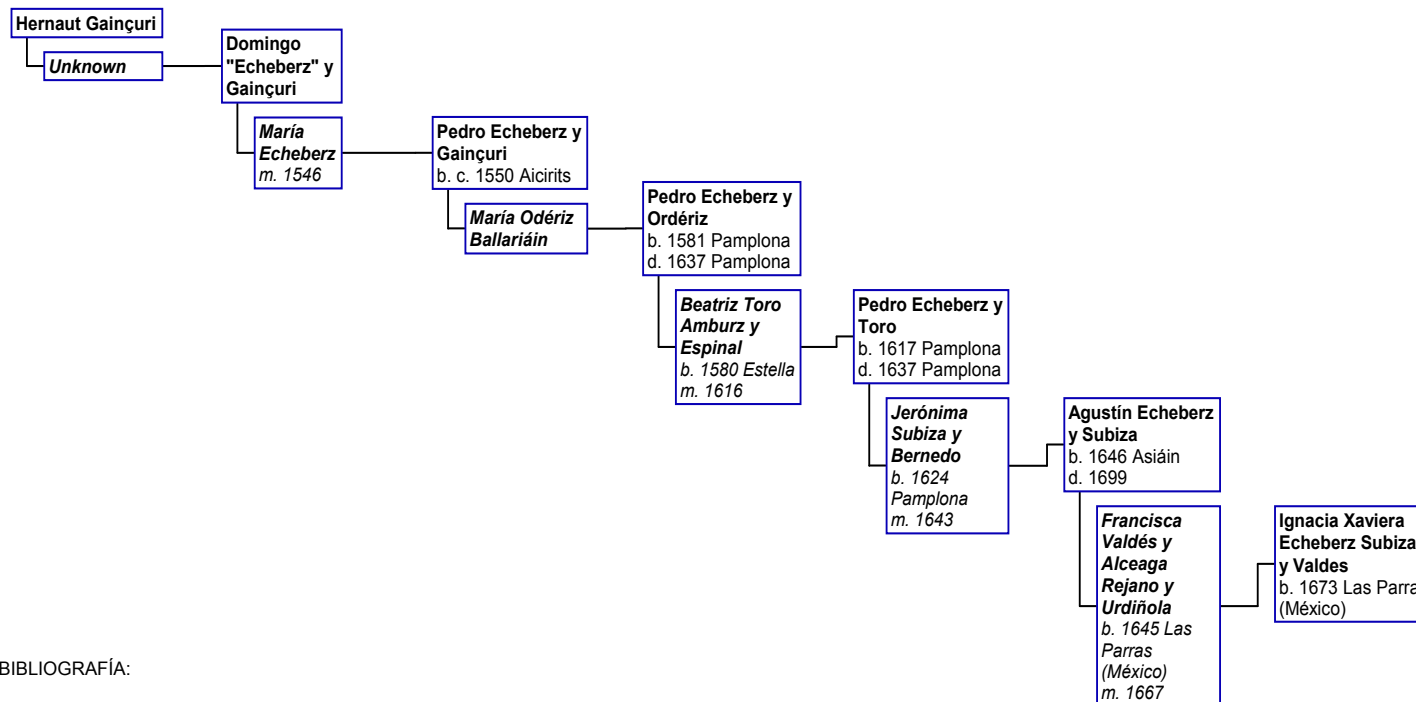 Hernaut Gainçuri
Unknown
Domingo
"Echeberz" y
Gainçuri
María
Echeberz
m. 1546
Pedro Echeberz y
Gainçuri
b. c. 1550 Aicirits
María Odériz
Ballariáin
Pedro Echeberz y
Ordériz
b. 1581 Pamplona
d. 1637 Pamplona
Beatriz Toro
Amburz y
Espinal
b. 1580 Estella
m. 1616
Pedro Echeberz y
Toro
b. 1617 Pamplona
d. 1637 Pamplona
Jerónima
Subiza y
Bernedo
b. 1624
Pamplona
m. 1643
Agustín Echeberz
y Subiza
b. 1646 Asiáin
d. 1699
Francisca
Valdés y
Alceaga
Rejano y
Urdiñola
b. 1645 Las
Parras
(México)
m. 1667
Ignacia Xaviera
Echeberz Subiza
y Valdes
b. 1673 Las Parra
(México)
BIBLIOGRAFÍA: